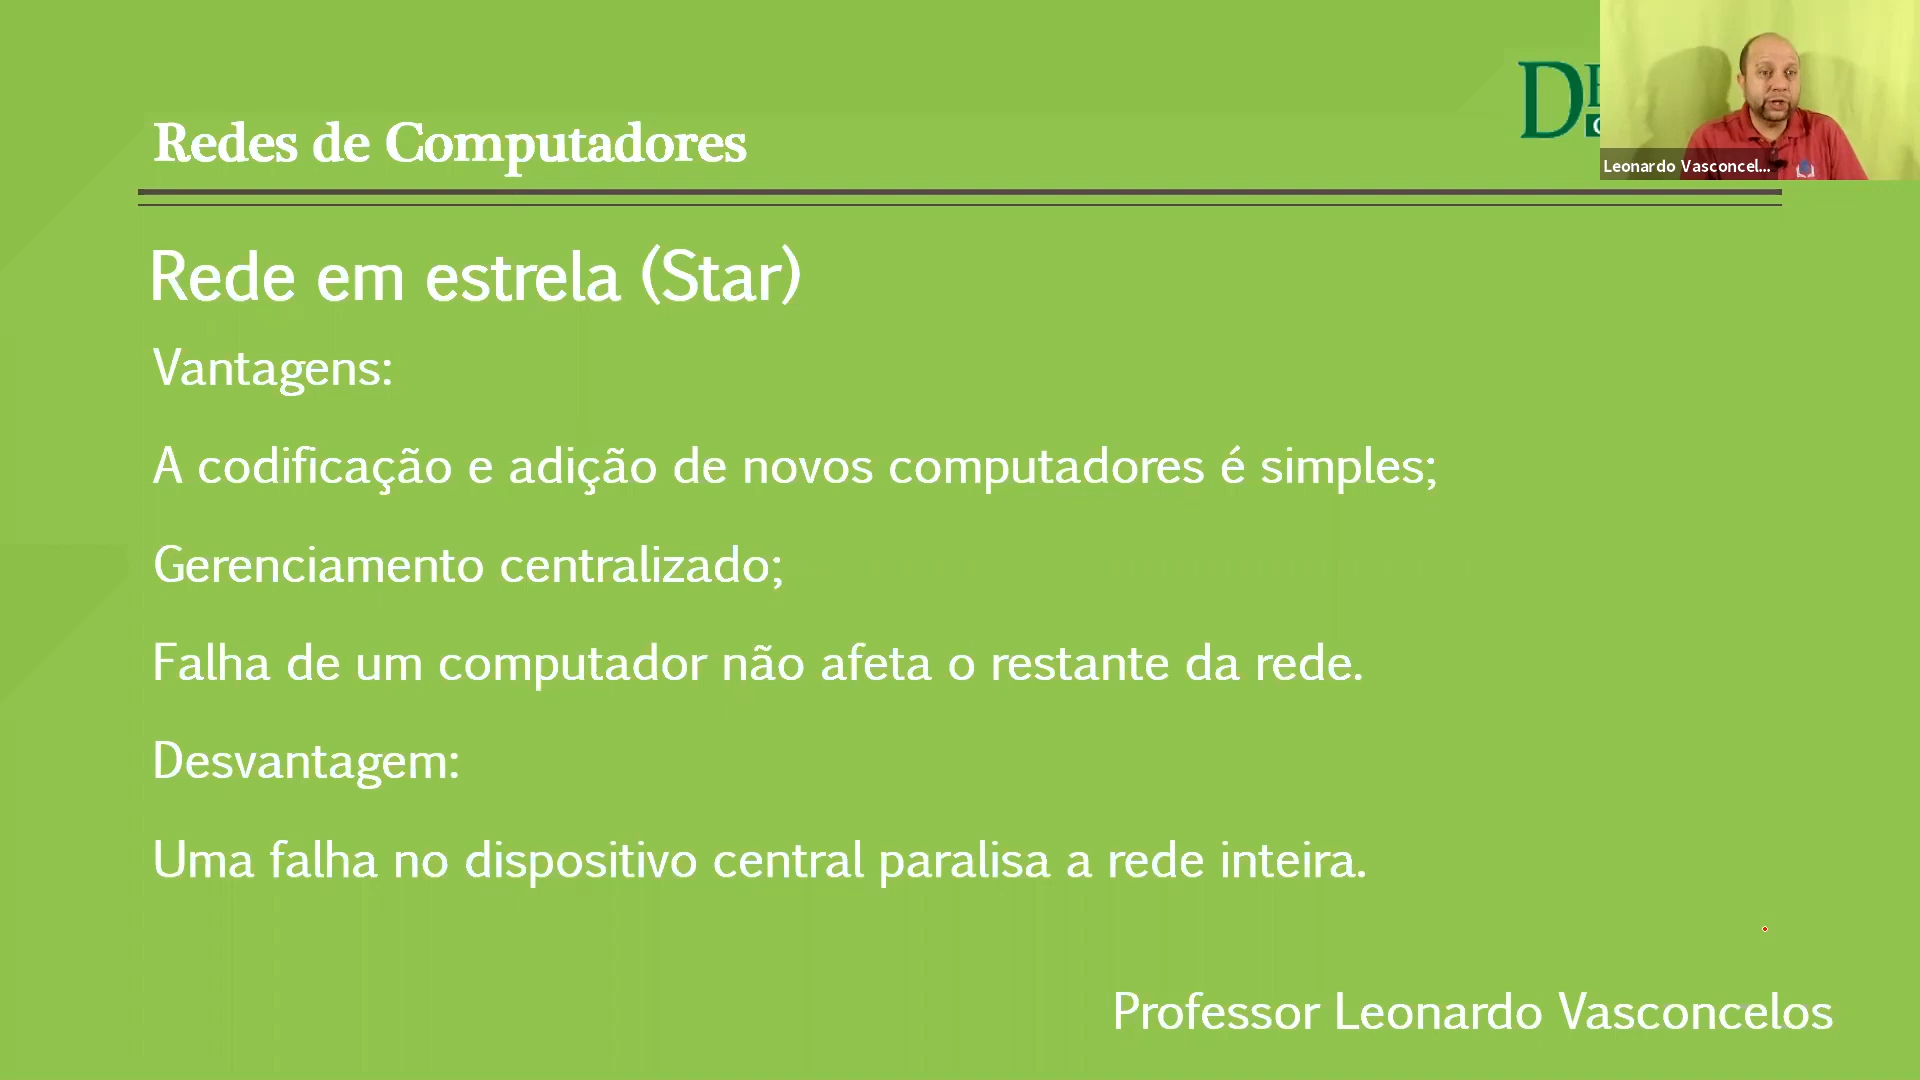 Redes de Computadores
Leonardo Vasconcel...
Rede em estrela (Star)
Vantagens:
A codificação e adição de novos computadores é simples;
Gerenciamento centralizado;
Falha de um computador não afeta o restante da rede.
Desvantagem:
Uma falha no dispositivo central paralisa a rede inteira.
Professor Leonardo Vasconcelos